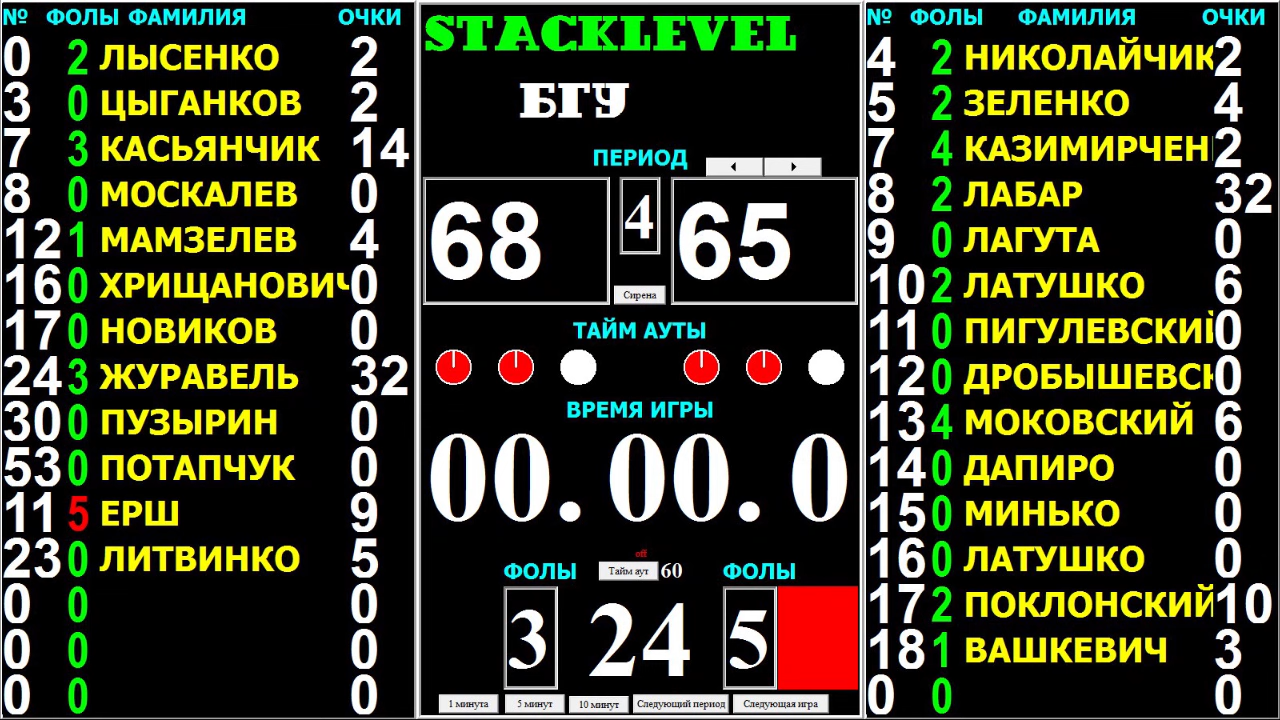 № ФОЛЫ ФАМИЛИЯ ОЧКИ
0 2 ЛЫСЕНКО 2
3 0 ЦЫГАНКОВ 2
7 3 КАСЬЯНЧИК 14
8 0 МОСКАЛЕВ 0
12 1 МАМЗЕЛЕВ 4
16 0 ХРИЩАНОВИЧ 0
17 0 НОВИКОВ 0
24 3 ЖУРАВЕЛЬ 32
30 0 ПУЗЫРИН 0
53 0 ПОТАПЧУК 0
11 5 ЕРШ 9
23 0 ЛИТВИНКО 5
0 0 0
0 0 0
0 0 0
STACKLEVEL
БГУ
ПЕРИОД
68 4 65
Сирена
ТАЙМ АУТЫ
ВРЕМЯ ИГРЫ
00. 00. 0
off
ФОЛЫ Тайм аут 60 ФОЛЫ
3 24 5
1 минута 5 минут 10 минут Следующий период Следующая игра
№ ФОЛЫ ФАМИЛИЯ ОЧКИ
4 2 НИКОЛАЙЧИК 2
5 2 ЗЕЛЕНКО 4
7 4 КАЗИМИРЧЕН 2
8 2 ЛАБАР 32
9 0 ЛАГУТА 0
10 2 ЛАТУШКО 6
11 0 ПИГУЛЕВСКИЙ 0
12 0 ДРОБЫШЕВСК 0
13 4 МОКОВСКИЙ 6
14 0 ДАПИРО 0
15 0 МИНЬКО 0
16 0 ЛАТУШКО 0
17 2 ПОКЛОНСКИЙ 10
18 1 ВАШКЕВИЧ 3
0 0 0